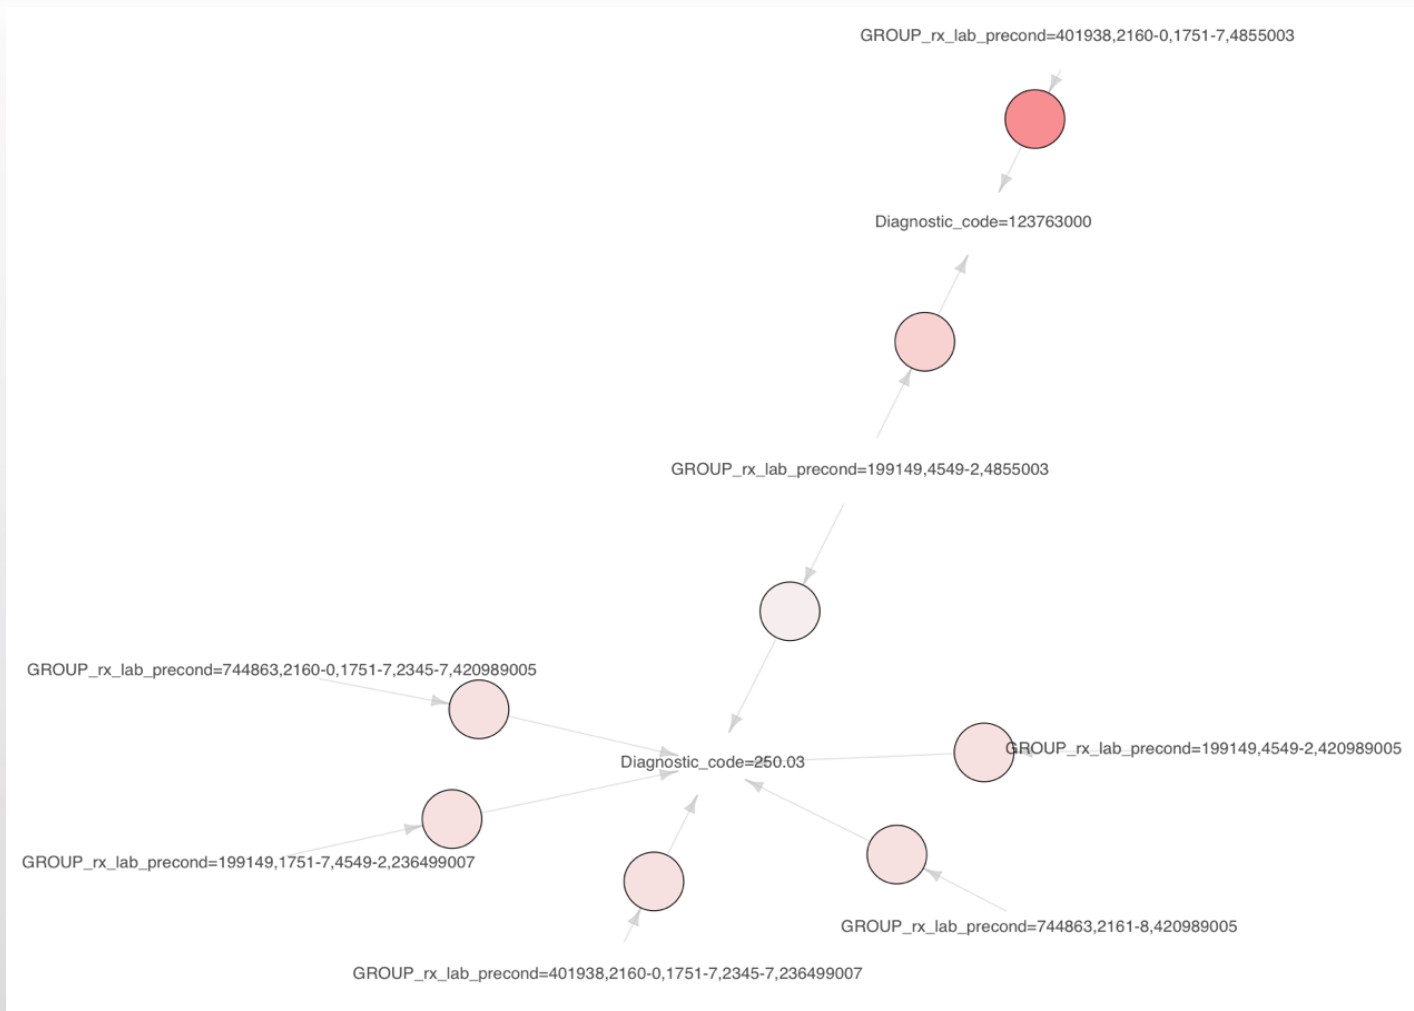 GROUP_rx_lab_precond=401938,2160-0,1751-7,4855003
Diagnostic_code=123763000
GROUP_rx_lab_precond=199149,4549-2,4855003
GROUP_rx_lab_precond=744863,2160-0,1751-7,2345-7,420989005
GROUP_rx_lab_precond=199149,4549-2,420989005
Diagnostic_code=250.03
GROUP_rx_lab_precond=199149,1751-7,4549-2,236499007
GROUP_rx_lab_precond=744863,2161-8,420989005
GROUP_rx_lab_precond=401938,2160-0,1751-7,2345-7,236499007